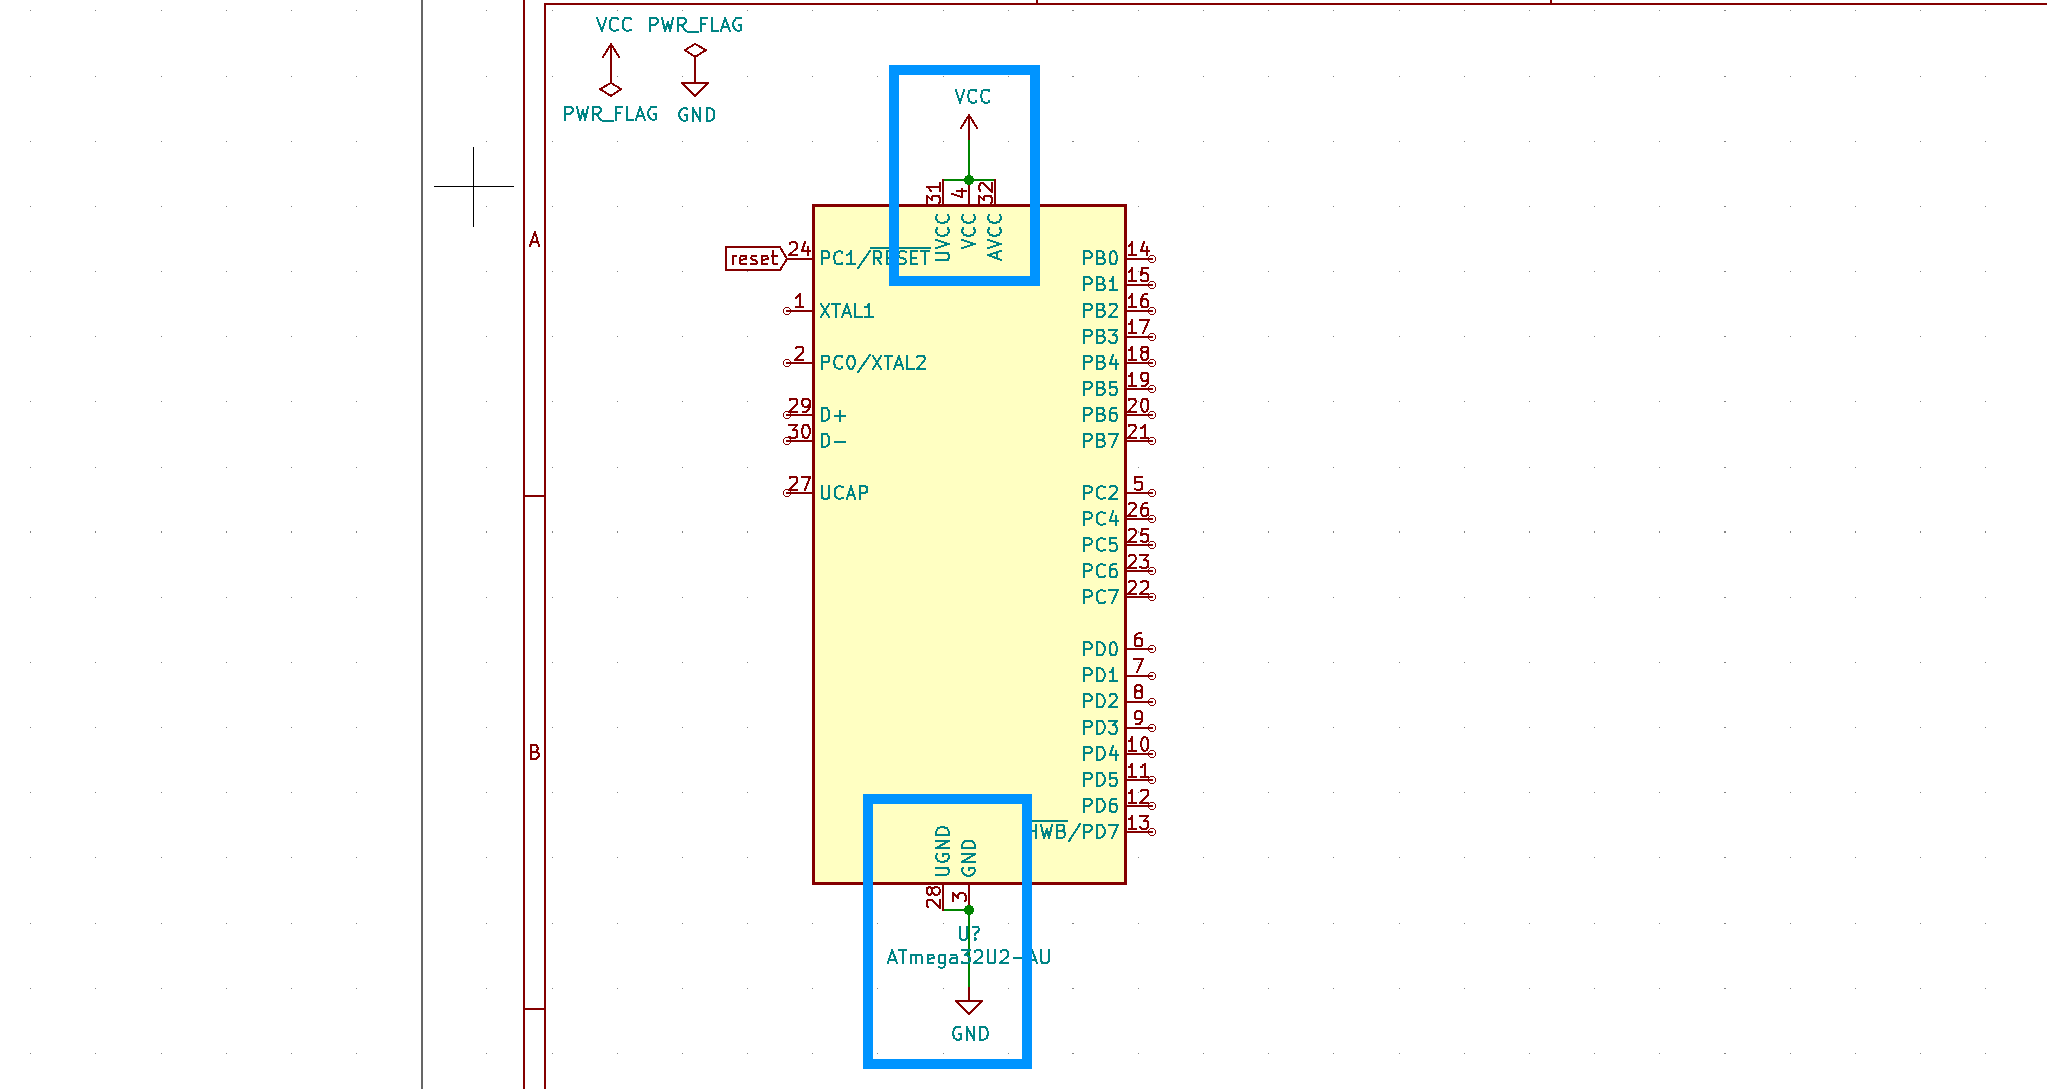 VCC PWR_FLAG
PWR_FLAG GND
VCC
31 4 32
UVCC VCC AVCC
A
reset 24 PC1/RESET
1 XTAL1
2 PC0/XTAL2
29 D+
30 D-
27 UCAP
PB0 14
PB1 15
PB2 16
PB3 17
PB4 18
PB5 19
PB6 20
PB7 21
PC2 5
PC4 26
PC5 25
PC6 23
PC7 22
PD0 6
PD1 7
PD2 8
PD3 9
B
PD4 10
PD5 11
PD6 12
HWB/PD7 13
UGND GND
28 3
U?
ATmega32U2-AU
GND